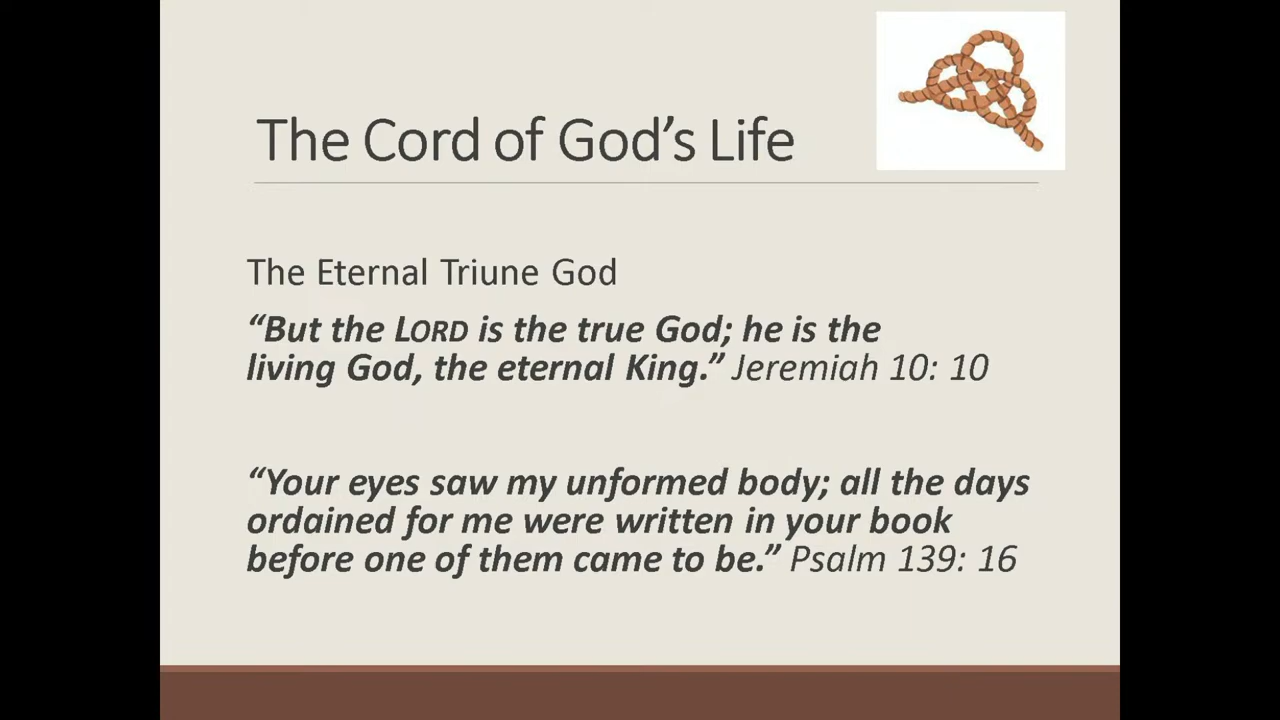 The Cord of God’s Life
The Eternal Triune God
“But the LORD is the true God; he is the
living God, the eternal King.” Jeremiah 10: 10
“Your eyes saw my unformed body; all the days
ordained for me were written in your book
before one of them came to be.” Psalm 139: 16